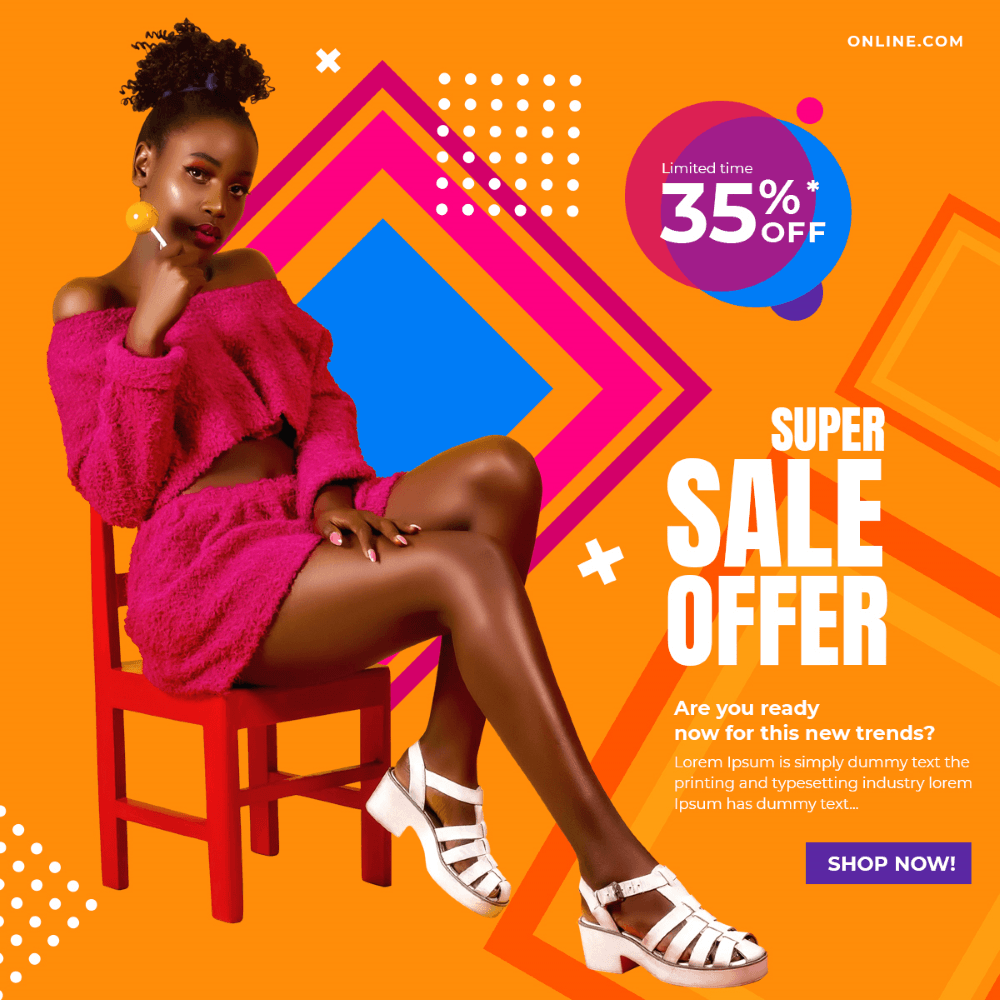 ONLINE.COM
Limited time
35%*
OFF
SUPER
SALE
OFFER
Are you ready
now for this new trends?
Lorem Ipsum is simply dummy text the
printing and typesetting industry lorem
Ipsum has dummy text...
SHOP NOW!